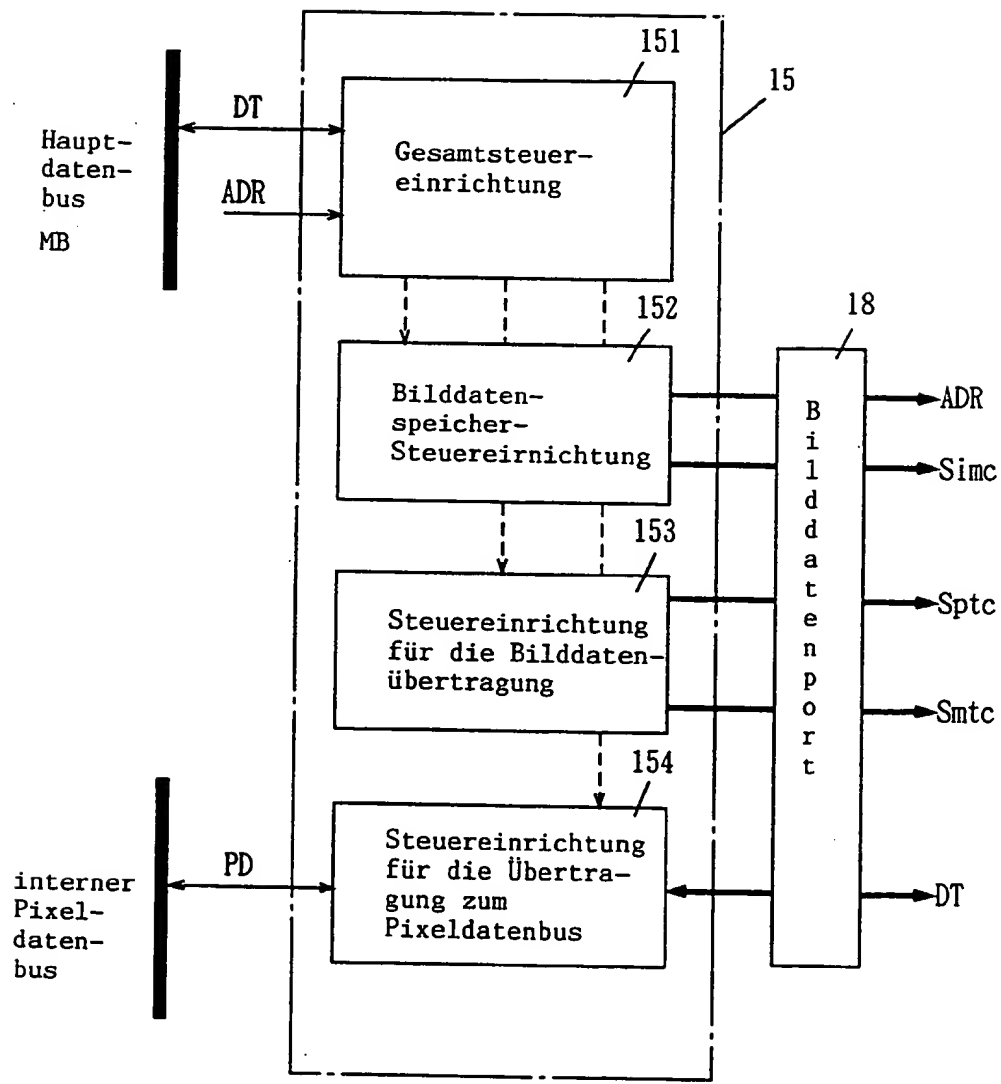 151
15
DT
Haupt-
daten-
bus
MB
ADR
Gesamtsteuer-
einrichtung
152
18
Bilddaten-
speicher-
Steuereirnichtung
Bilddatenport
ADR
Simc
153
Steuereinrichtung
für die Bilddaten-
übertragung
Sptc
Smtc
154
interner
Pixel-
daten-
bus
PD
Steuereinrichtung
für die Übertra-
gung zum
Pixeldatenbus
DT